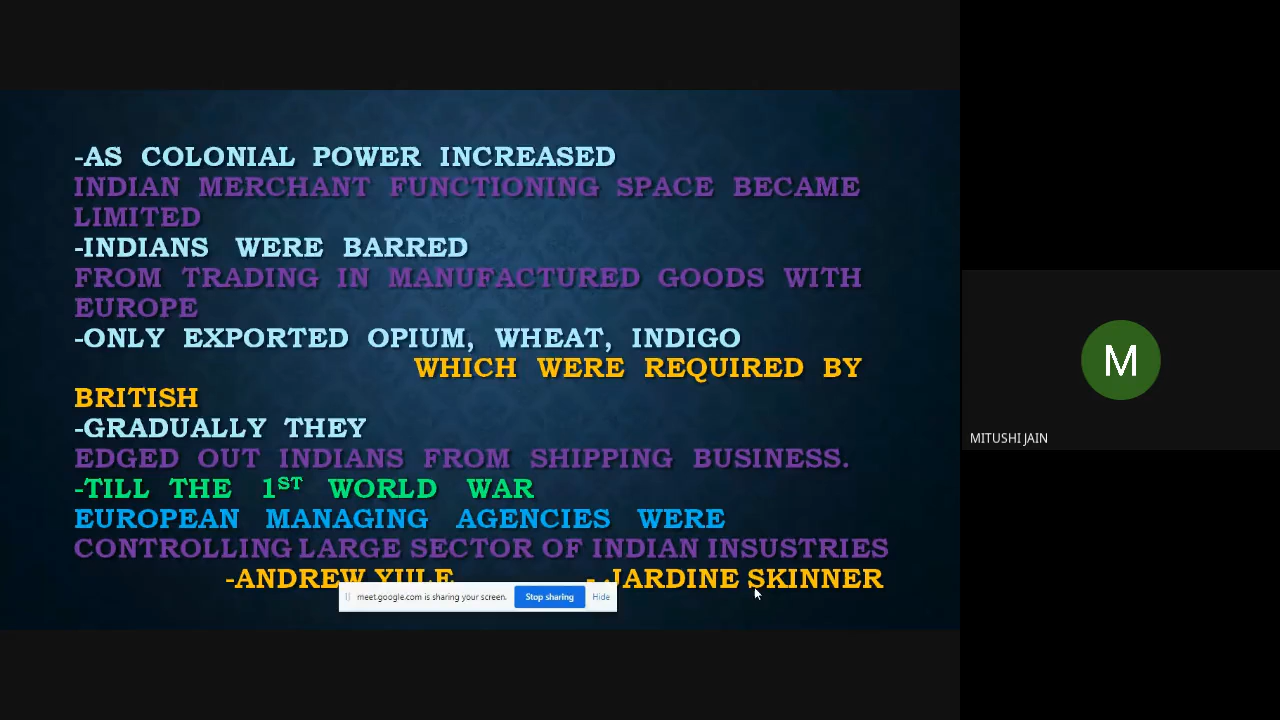 -AS COLONIAL POWER INCREASED
INDIAN MERCHANT FUNCTIONING SPACE BECAME
LIMITED
-INDIANS WERE BARRED
FROM TRADING IN MANUFACTURED GOODS WITH
EUROPE
-ONLY EXPORTED OPIUM, WHEAT, INDIGO
WHICH WERE REQUIRED BY
BRITISH
-GRADUALLY THEY
EDGED OUT INDIANS FROM SHIPPING BUSINESS.
-TILL THE 1ST WORLD WAR
EUROPEAN MANAGING AGENCIES WERE
CONTROLLING LARGE SECTOR OF INDIAN INSUSTRIES
-ANDREW YULE - .JARDINE SKINNER
meet.google.com is sharing your screen. Stop sharing Hide
M
MITUSHI JAIN